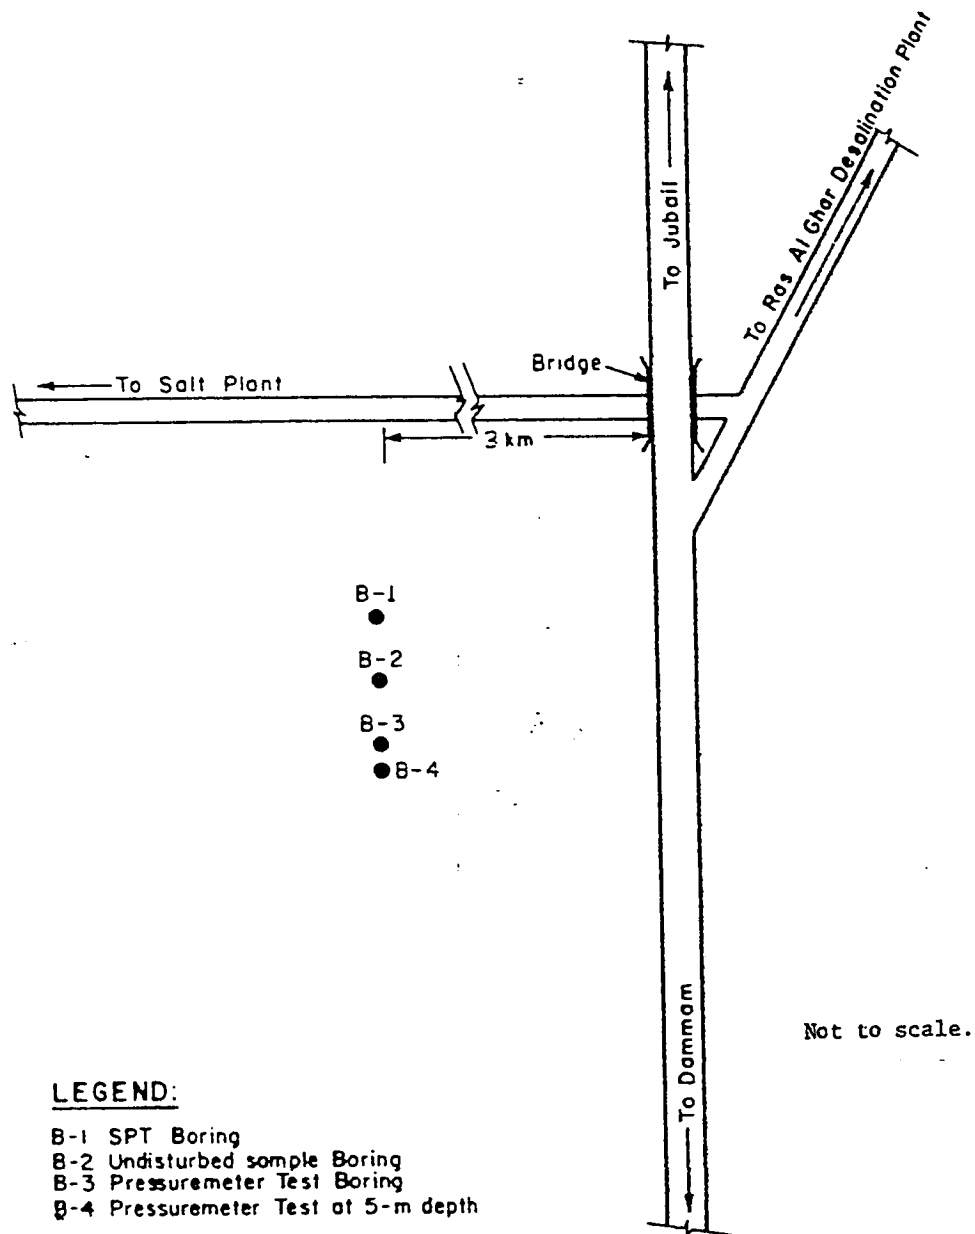 To Ras Al Ghar Desalination Plant
To Jubail
Bridge
To Salt Plant
3 km
B-1
B-2
B-3
B-4
To Dammam
Not to scale.
LEGEND:
B-1 SPT Boring
B-2 Undisturbed sample Boring
B-3 Pressuremeter Test Boring
B-4 Pressuremeter Test at 5-m depth